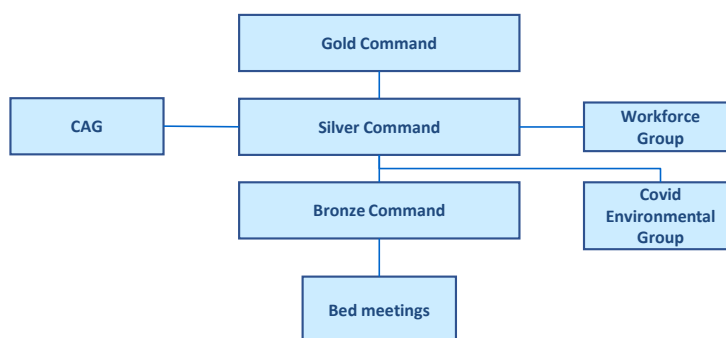 Gold Command
CAG
Silver Command
Workforce
Group
Bronze Command
Covid
Environmental
Group
Bed meetings